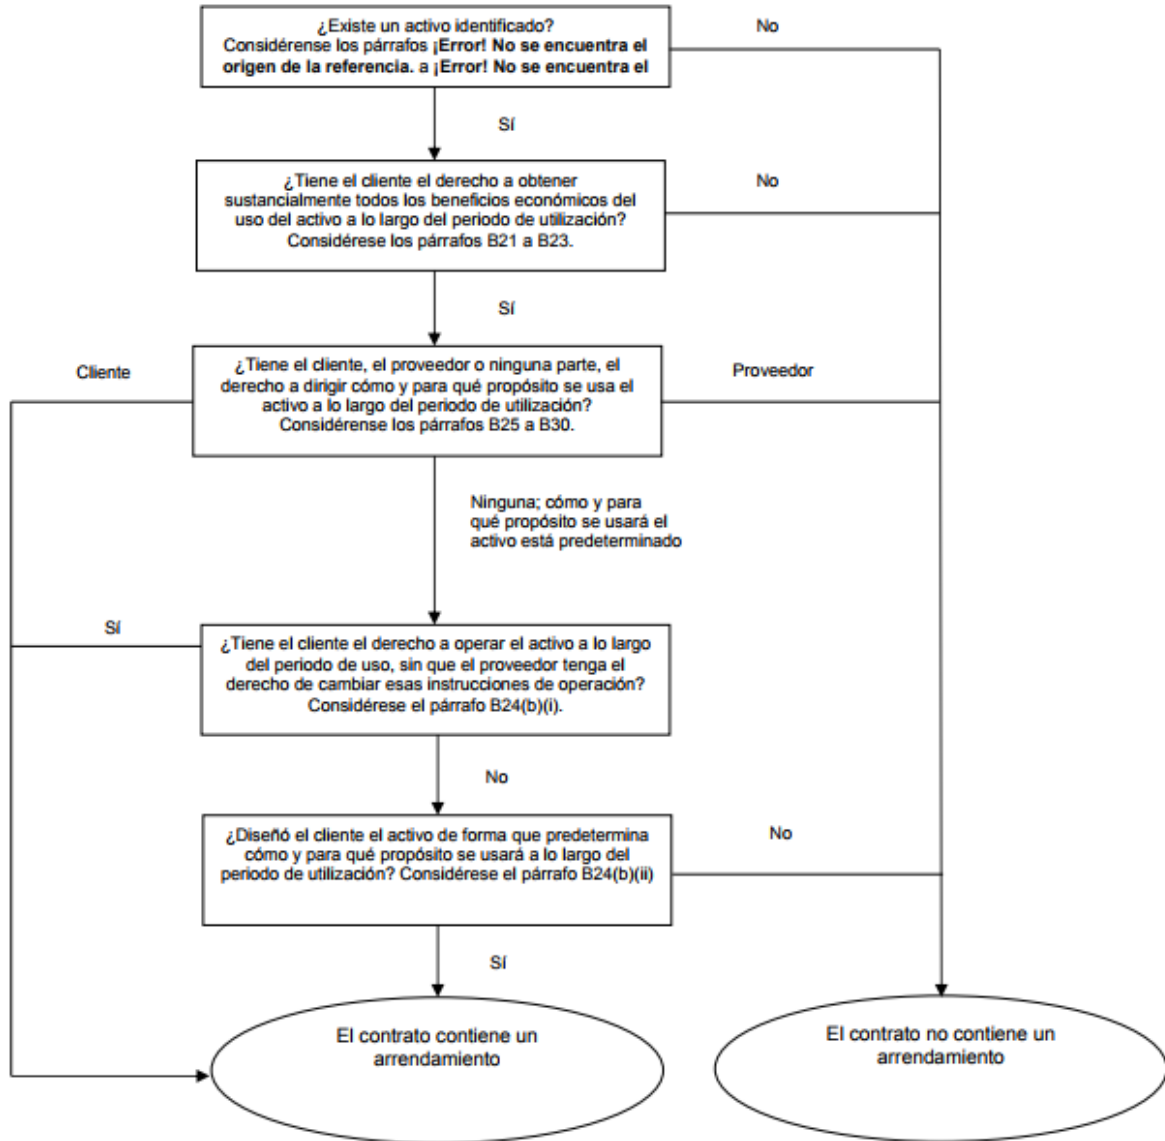 ¿Existe un activo identificado?
Considérense los párrafos ¡Error! No se encuentra el
origen de la referencia. a ¡Error! No se encuentra el
No
Sí
¿Tiene el cliente el derecho a obtener
sustancialmente todos los beneficios económicos del
uso del activo a lo largo del periodo de utilización?
Considérese los párrafos B21 a B23.
No
Sí
Cliente
¿Tiene el cliente, el proveedor o ninguna parte, el
derecho a dirigir cómo y para qué propósito se usa el
activo a lo largo del periodo de utilización?
Considérense los párrafos B25 a B30.
Proveedor
Ninguna; cómo y para
qué propósito se usará el
activo está predeterminado
Sí
¿Tiene el cliente el derecho a operar el activo a lo largo
del periodo de uso, sin que el proveedor tenga el
derecho de cambiar esas instrucciones de operación?
Considérese el párrafo B24(b)(i).
No
¿Diseñó el cliente el activo de forma que predetermina
cómo y para qué propósito se usará a lo largo del
periodo de utilización? Considérese el párrafo B24(b)(ii)
No
Sí
El contrato contiene un
arrendamiento
El contrato no contiene un
arrendamiento